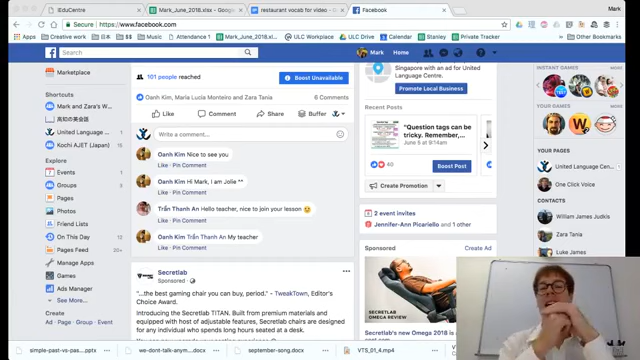 Mark
iEduCentre
Mark_June_2018.xlsx - Google S
restaurant vocab for video - G
Facebook
Secure
https://www.facebook.com
Apps
Attendance 1
Mark_June_2018.xlsx
ULC Workspace
ULC Drive
Other Bookmarks
Search
Mark
Home
Marketplace
Shortcuts
Mark and Zara's W
United Language
Kochi AJET (Japan)
Explore
Events 1
Groups 3
Pages
Photos
Friend Lists
On This Day 12
Pages Feed 20+
Manage Apps
Games
Ads Manager
See More...
Create
Ad · Page · Group · Event
101 people reached
Boost Unavailable
Oanh Kim, Maria Lucia Monteiro and Zara Tania
6 Comments
Like
Comment
Share
Buffer
Write a comment...
Oanh Kim Nice to see you
Like · Pin Comment
Oanh Kim Hi Mark, I am Jolie ^^
Like · Pin Comment
Trần Thanh An Hello teacher, nice to join your lesson
Like · Pin Comment
Oanh Kim Trần Thanh An My teacher
Like · Pin Comment
Secretlab
Sponsored
"...the best gaming chair you can buy, period." - TweakTown, Editor's
Choice Award.
Introducing the Secretlab TITAN. Built from premium materials and
equipped with host of adjustable features, Secretlab chairs are designed
for any individual who spends long hours seated at a desk.
Singapore with an ad for United
Language Centre.
Promote Local Business
Recent Posts
"Question tags can be
tricky. Remember,...
June 5 at 9:14am
40
Boost Post
Create Promotion
2 event invites
Jennifer-Ann Picariello and 1 other
Sponsored
Create Ad
SECRETLAB
OMEGA REVIEW
Secretlab's new Omega 2018 is
INSTANT GAMES
MORE
YOUR GAMES
MORE
YOUR PAGES
United Language Cen...
One Click Voice
CONTACTS
William James Judkis
Zara Tania
Luke James
simple-past-vs-pas....pptx
we-dont-talk-anym....docx
september-song.docx
VTS_01_4.mp4